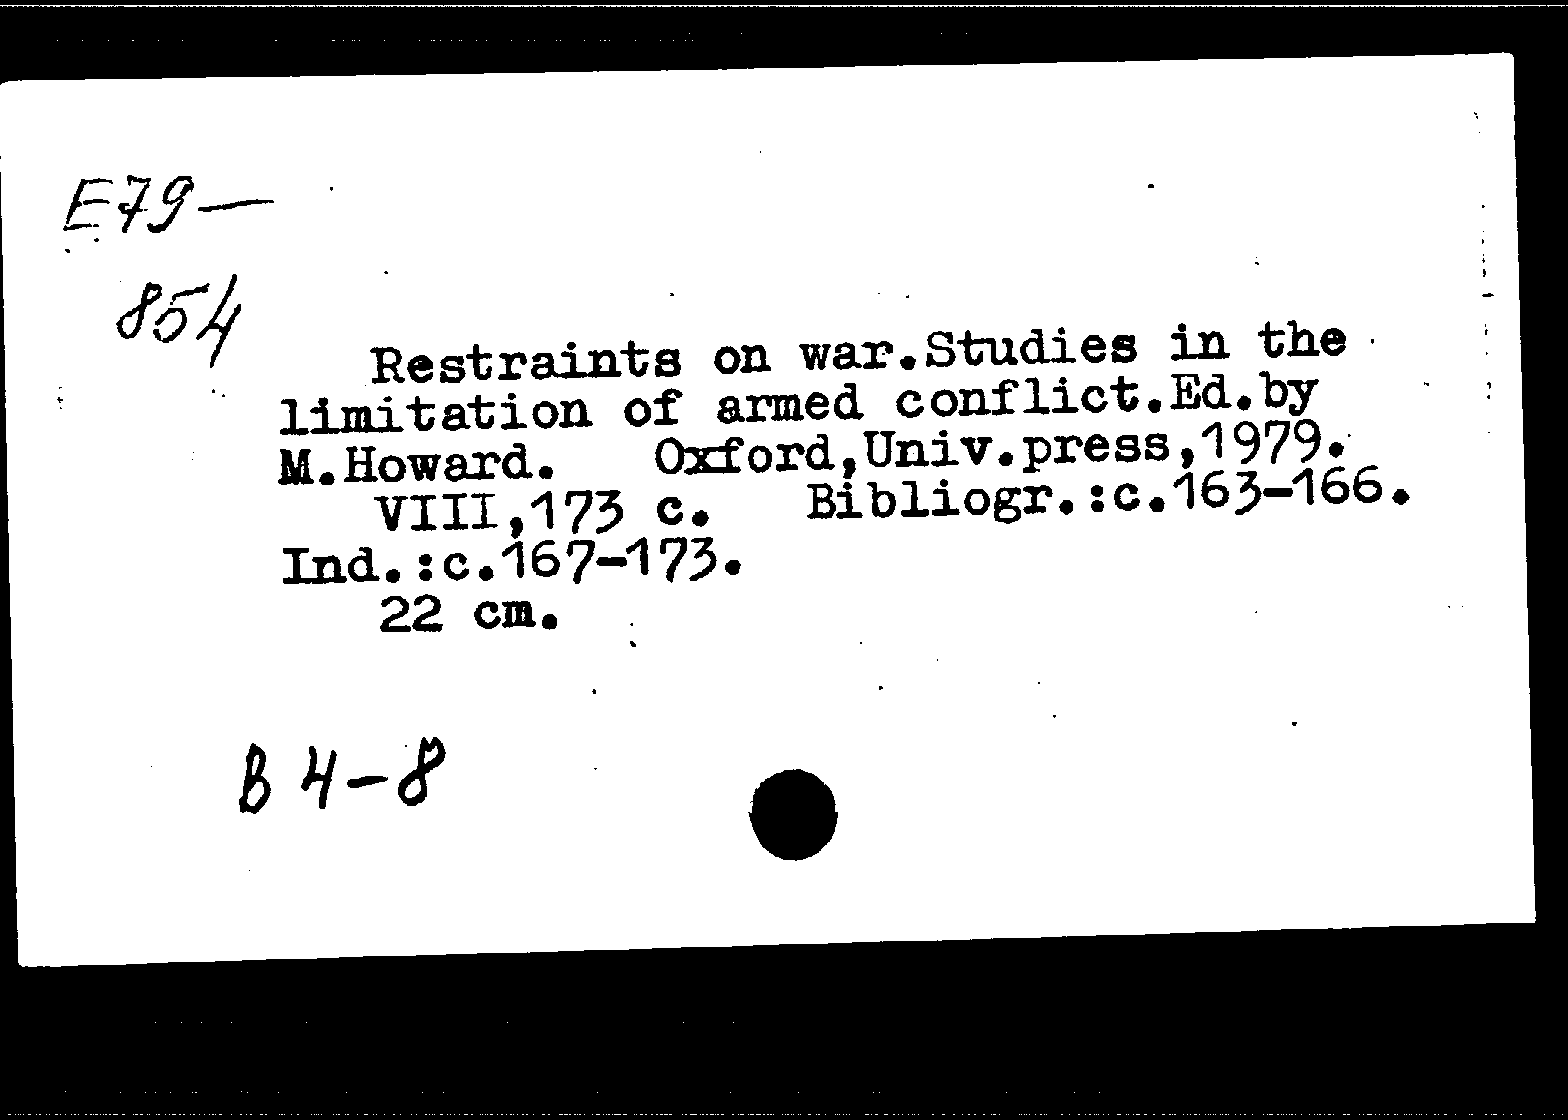 E79—
854
Restraints on war.Studies in the
limitation of armed conflict.Ed.by
M.Howard. Oxford,Univ.press,1979.
VIII,173 c. Bibliogr.:c.163-166.
Ind.:c.167-173.
22 cm.
В 4-8